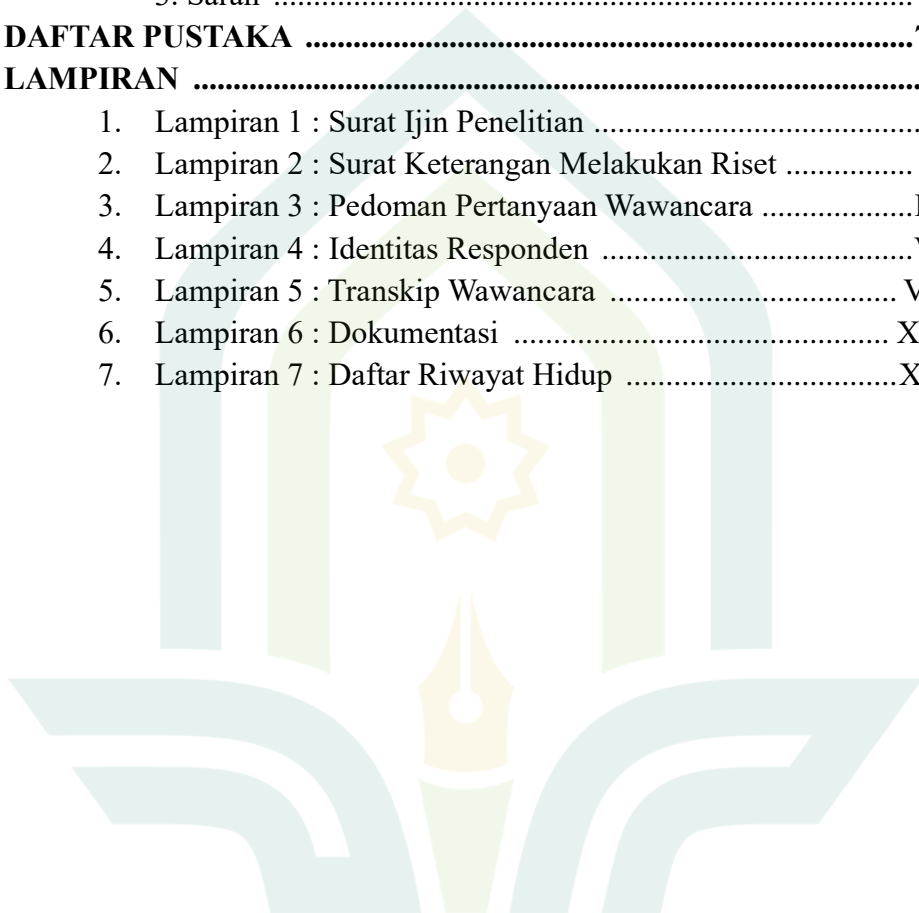 DAFTAR PUSTAKA ..............................................................................
LAMPIRAN ..............................................................................................
1. Lampiran 1 : Surat Ijin Penelitian ........................................
2. Lampiran 2 : Surat Keterangan Melakukan Riset ................
3. Lampiran 3 : Pedoman Pertanyaan Wawancara ...................
4. Lampiran 4 : Identitas Responden .......................................
5. Lampiran 5 : Transkip Wawancara ....................................
6. Lampiran 6 : Dokumentasi ...............................................
7. Lampiran 7 : Daftar Riwayat Hidup ..................................